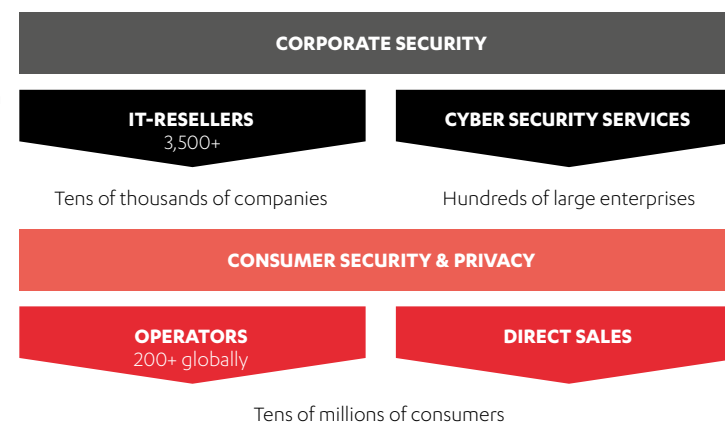 CORPORATE SECURITY
IT-RESELLERS
3,500+
CYBER SECURITY SERVICES
Tens of thousands of companies
Hundreds of large enterprises
CONSUMER SECURITY & PRIVACY
OPERATORS
200+ globally
DIRECT SALES
Tens of millions of consumers